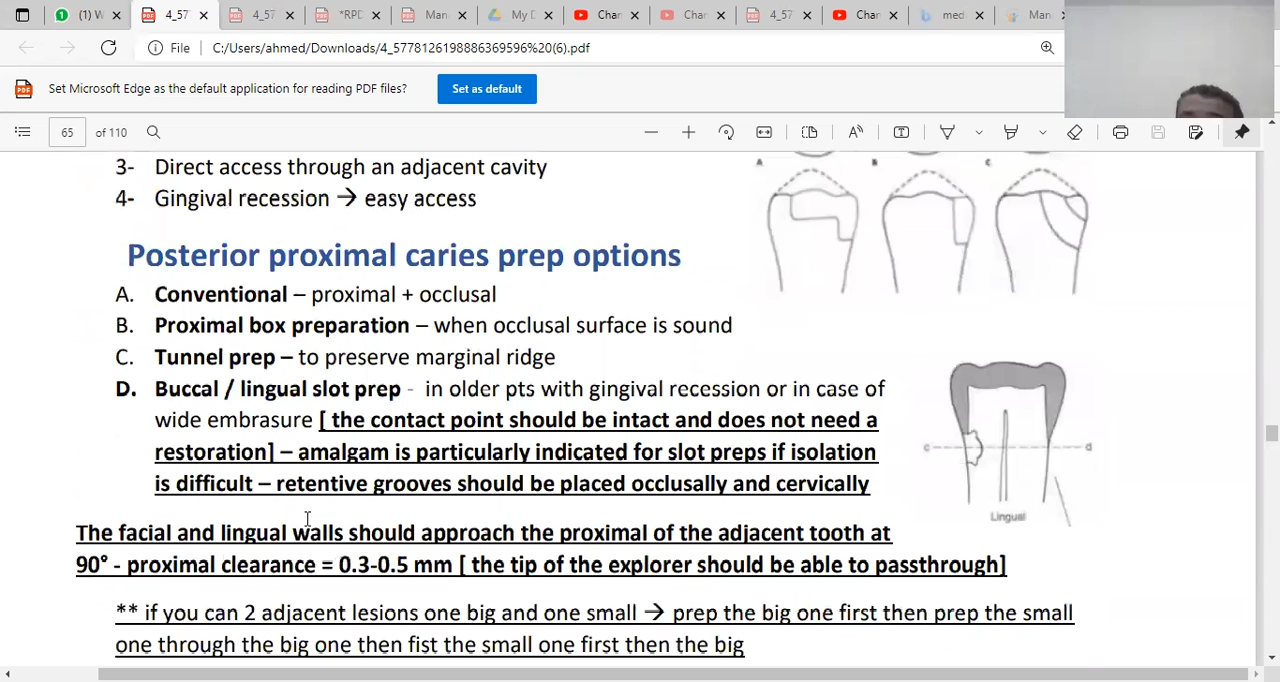 (1) W
4_57
4_57
*RPD
Man
My D
Char
Char
4_57
Char
med
Man
File
C:/Users/ahmed/Downloads/4_5778126198886369596%20(6).pdf
Set Microsoft Edge as the default application for reading PDF files?
Set as default
65 of 110
3- Direct access through an adjacent cavity
4- Gingival recession → easy access
A B C
Posterior proximal caries prep options
A. Conventional – proximal + occlusal
B. Proximal box preparation – when occlusal surface is sound
C. Tunnel prep – to preserve marginal ridge
D. Buccal / lingual slot prep - in older pts with gingival recession or in case of
wide embrasure [ the contact point should be intact and does not need a
restoration] – amalgam is particularly indicated for slot preps if isolation
is difficult – retentive grooves should be placed occlusally and cervically
c d
Lingual
The facial and lingual walls should approach the proximal of the adjacent tooth at
90° - proximal clearance = 0.3-0.5 mm [ the tip of the explorer should be able to passthrough]
** if you can 2 adjacent lesions one big and one small → prep the big one first then prep the small
one through the big one then fist the small one first then the big